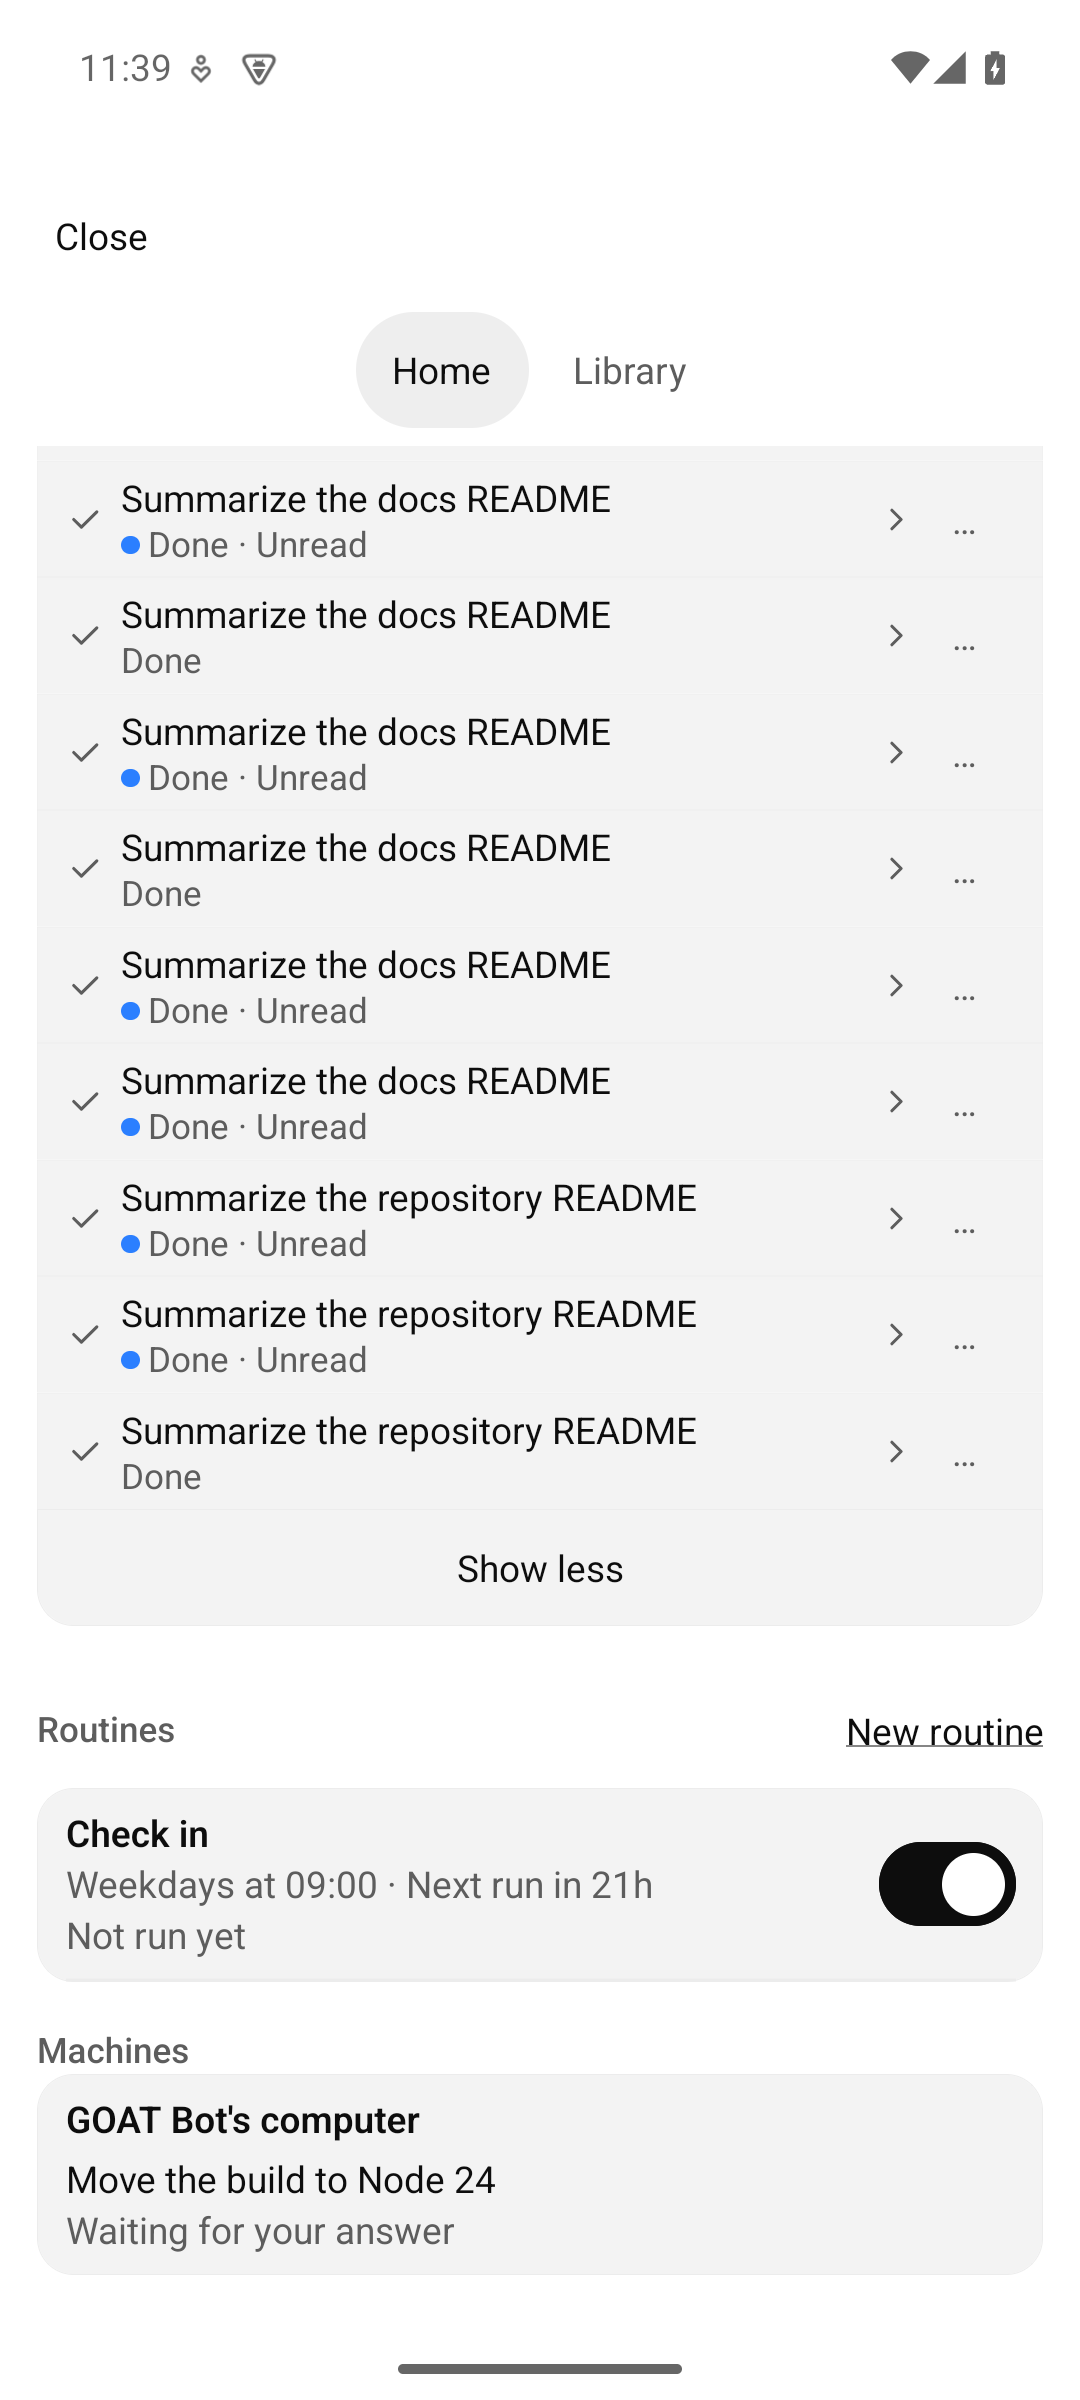 11:39
Close
Home
Library
Summarize the docs README
Done · Unread
...
Summarize the docs README
Done
...
Summarize the docs README
Done · Unread
...
Summarize the docs README
Done
...
Summarize the docs README
Done · Unread
...
Summarize the docs README
Done · Unread
...
Summarize the repository README
Done · Unread
...
Summarize the repository README
Done · Unread
...
Summarize the repository README
Done
...
Show less
Routines
New routine
Check in
Weekdays at 09:00 · Next run in 21h
Not run yet
Machines
GOAT Bot's computer
Move the build to Node 24
Waiting for your answer